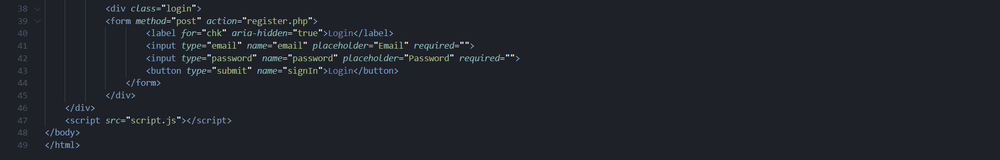 38 <div class="login">
39 <form method="post" action="register.php">
40 <label for="chk" aria-hidden="true">Login</label>
41 <input type="email" name="email" placeholder="Email" required="">
42 <input type="password" name="password" placeholder="Password" required="">
43 <button type="submit" name="signIn">Login</button>
44 </form>
45 </div>
46 </div>
47 <script src="script.js"></script>
48 </body>
49 </html>